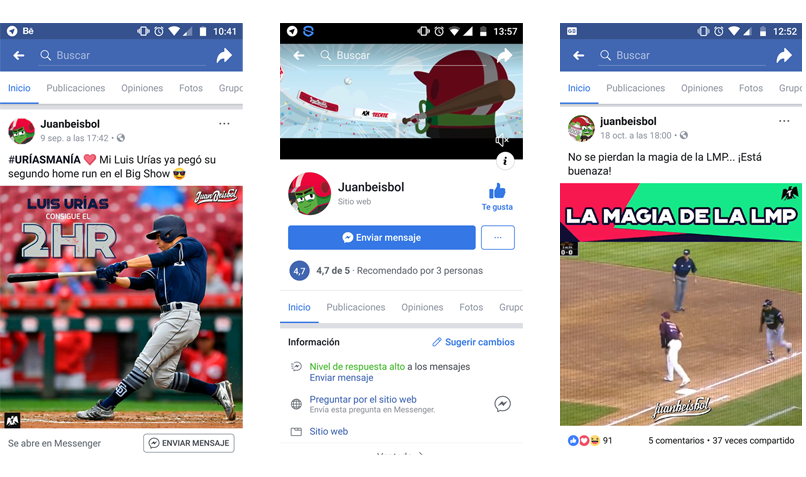 Bē
10:41
Buscar
Inicio Publicaciones Opiniones Fotos Grupo
Juanbeisbol
9 sep. a las 17:42
#URÍASMANÍA ❤️ Mi Luis Urías ya pegó su
segundo home run en el Big Show 😎
LUIS URÍAS
JuanBeisbol
CONSIGUE EL
2HR
Se abre en Messenger
ENVIAR MENSAJE
13:57
Buscar
Juanbeisbol
Sitio web
Te gusta
Enviar mensaje
...
4,7
4,7 de 5 · Recomendado por 3 personas
Inicio Publicaciones Opiniones Fotos Grupo
Información
Sugerir cambios
Nivel de respuesta alto a los mensajes
Enviar mensaje
Preguntar por el sitio web
Envía esta pregunta en Messenger.
Sitio web
12:52
Buscar
Inicio Publicaciones Opiniones Fotos Grupo
juanbeisbol
18 oct. a las 18:00
No se pierdan la magia de la LMP... ¡Está
buenaza!
LA MAGIA DE LA LMP
0-0
juanbeisbol
91
5 comentarios • 37 veces compartido